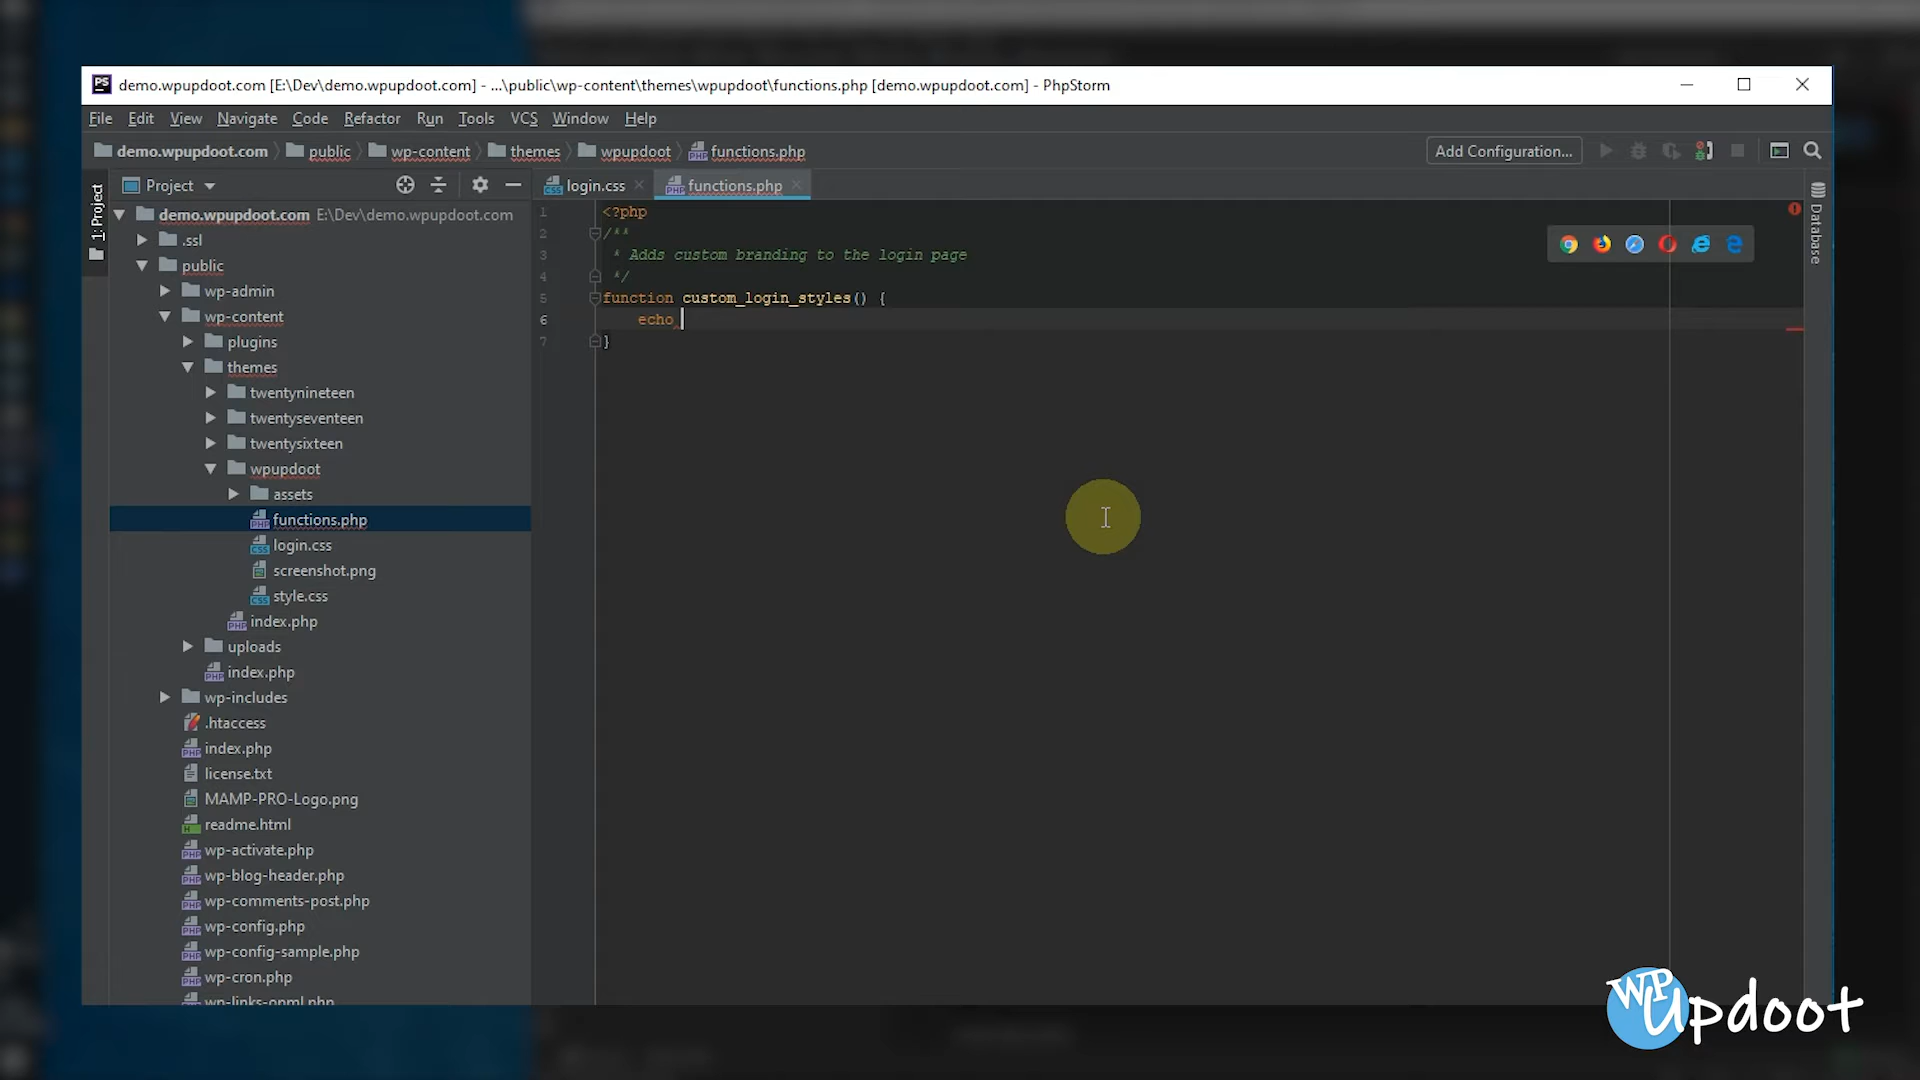 PS demo.wpupdoot.com [E:\Dev\demo.wpupdoot.com] - ...\public\wp-content\themes\wpupdoot\functions.php [demo.wpupdoot.com] - PhpStorm
File Edit View Navigate Code Refactor Run Tools VCS Window Help
demo.wpupdoot.com public wp-content themes wpupdoot functions.php Add Configuration...
1: Project
Project
login.css functions.php
Database
demo.wpupdoot.com E:\Dev\demo.wpupdoot.com
.ssl
public
wp-admin
wp-content
plugins
themes
twentynineteen
twentyseventeen
twentysixteen
wpupdoot
assets
functions.php
login.css
screenshot.png
style.css
index.php
uploads
index.php
wp-includes
.htaccess
index.php
license.txt
MAMP-PRO-Logo.png
readme.html
wp-activate.php
wp-blog-header.php
wp-comments-post.php
wp-config.php
wp-config-sample.php
wp-cron.php
wp-links-opml.php
1 <?php
2 /**
3 * Adds custom branding to the login page
4 */
5 function custom_login_styles() {
6 echo
7 }
WP Updoot